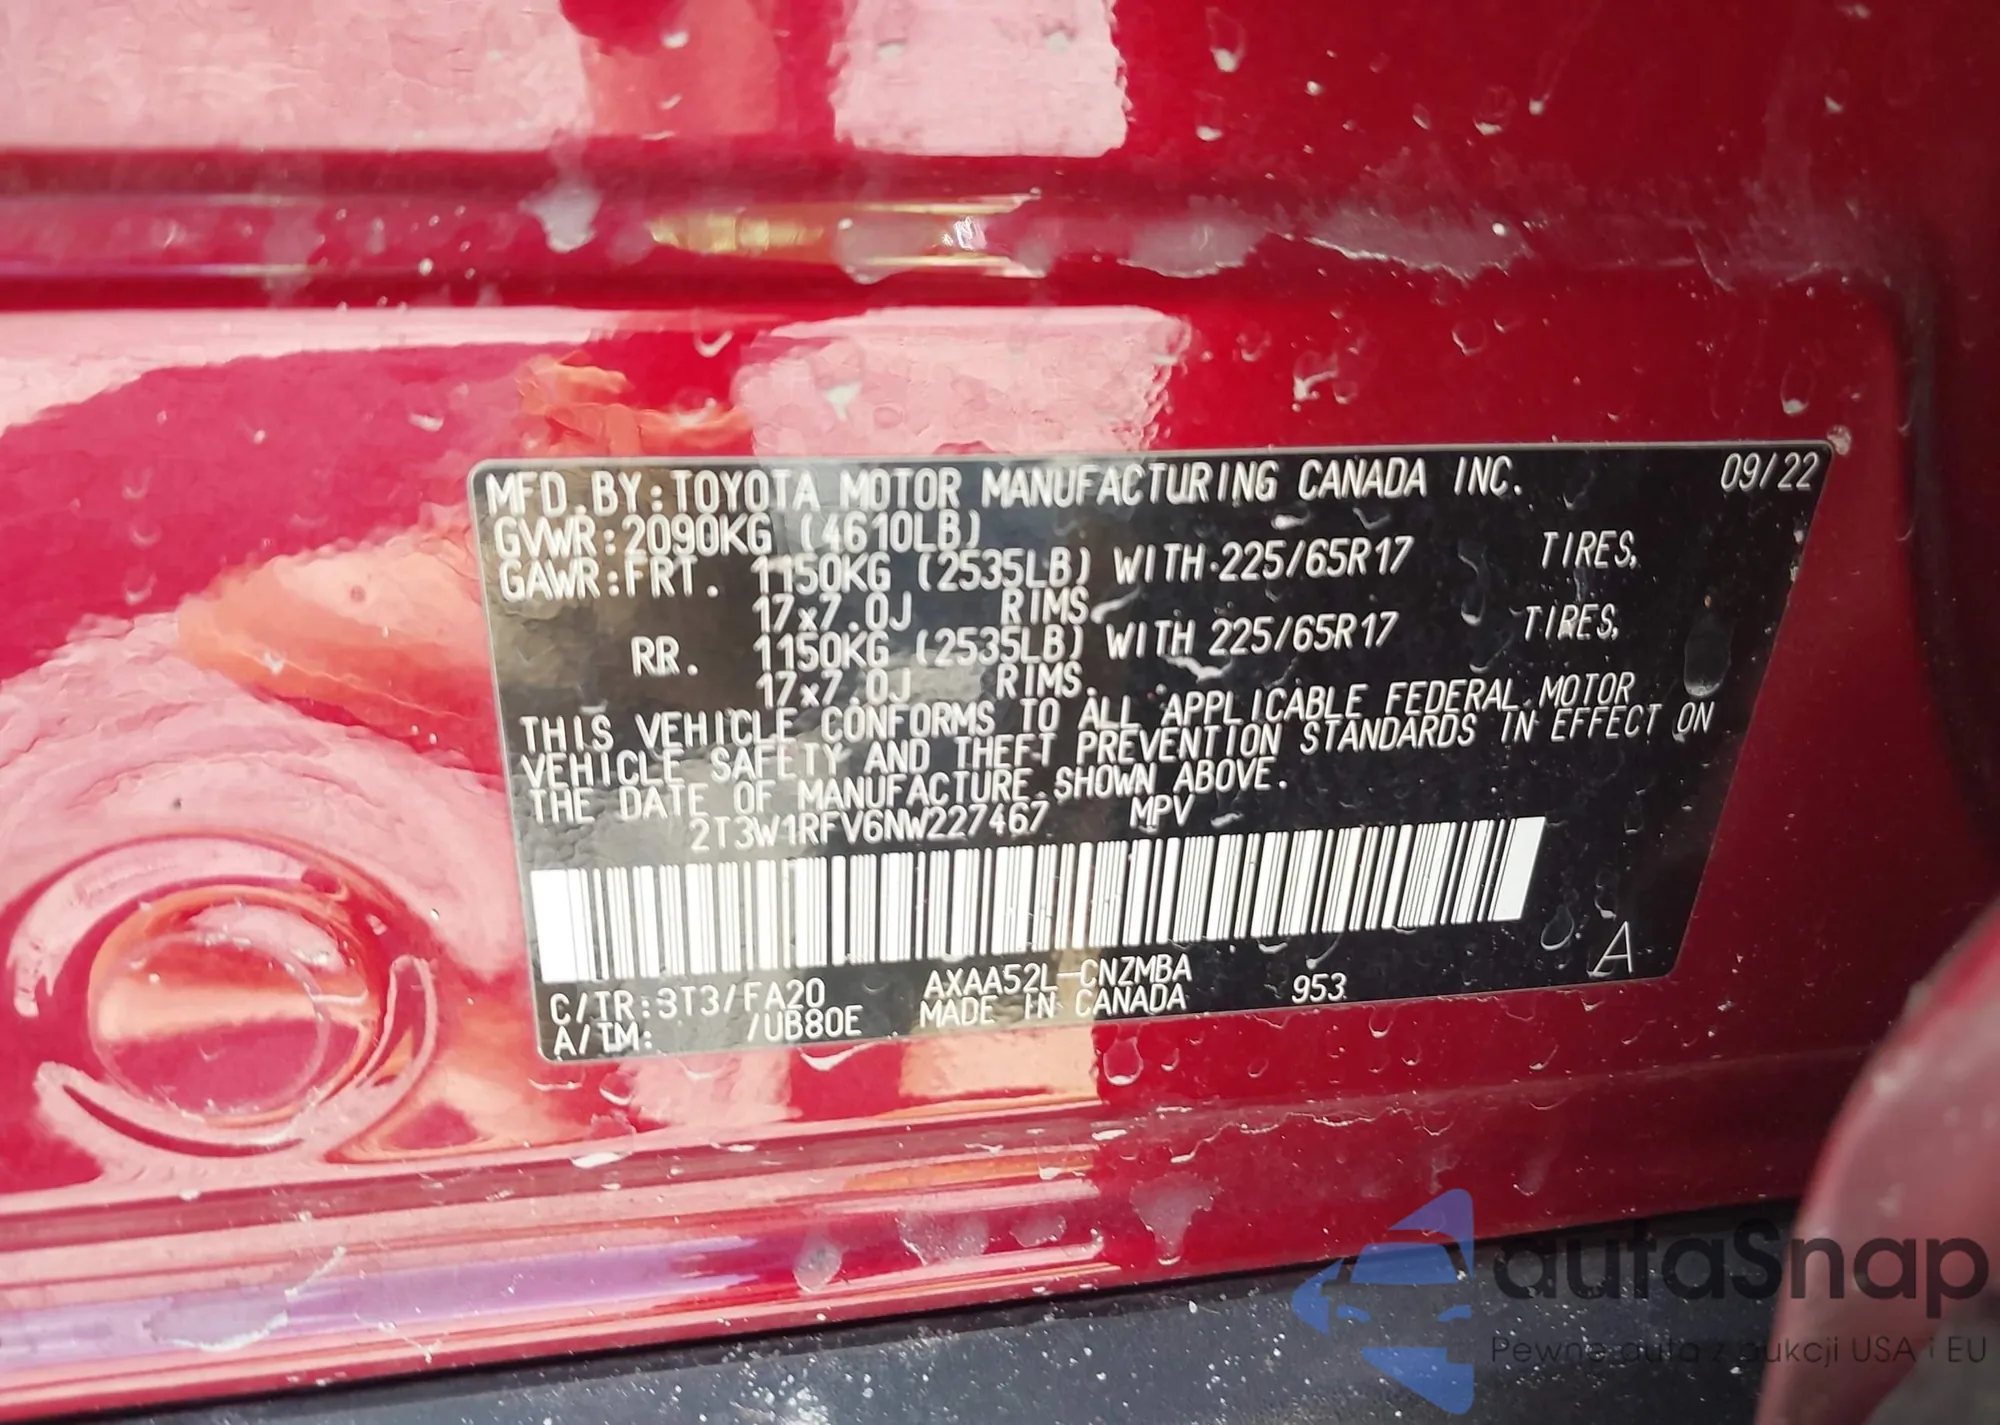 MFD. BY: TOYOTA MOTOR MANUFACTURING CANADA INC. 09/22
GVWR: 2090KG (4610LB)
GAWR: FRT. 1150KG (2535LB) WITH 225/65R17 TIRES,
17x7.0J RIMS,
RR. 1150KG (2535LB) WITH 225/65R17 TIRES,
17x7.0J RIMS.
THIS VEHICLE CONFORMS TO ALL APPLICABLE FEDERAL MOTOR
VEHICLE SAFETY AND THEFT PREVENTION STANDARDS IN EFFECT ON
THE DATE OF MANUFACTURE SHOWN ABOVE.
2T3W1RFV6NW227467 MPV
A
C/TR: 3T3/FA20 AXAA52L-CNZMBA 953
A/TM: /UB80E MADE IN CANADA
autaSnap
Pewne auta z aukcji USA i EU